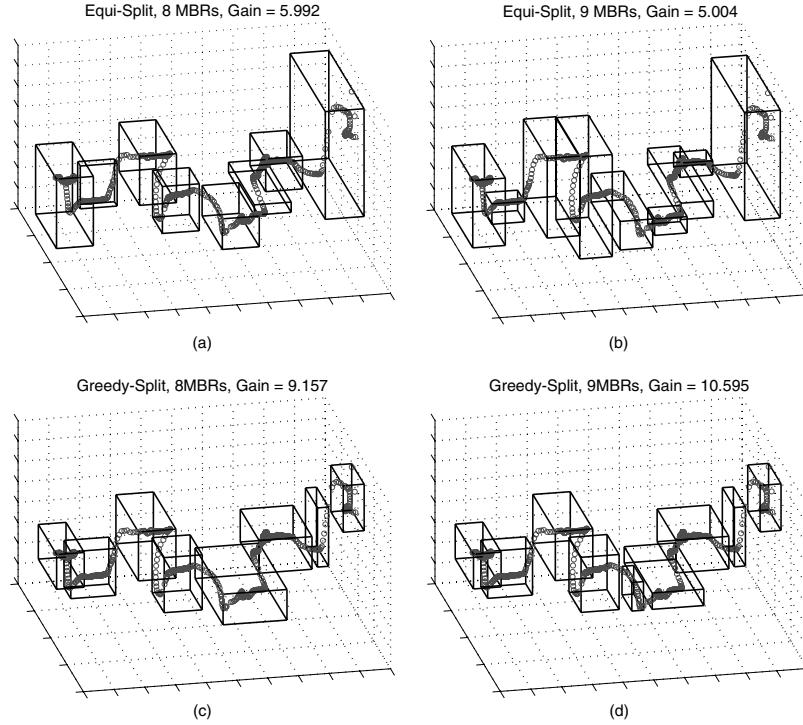 Equi-Split, 8 MBRs, Gain = 5.992
Equi-Split, 9 MBRs, Gain = 5.004
(a)
(b)
Greedy-Split, 8MBRs, Gain = 9.157
Greedy-Split, 9MBRs, Gain = 10.595
(c)
(d)